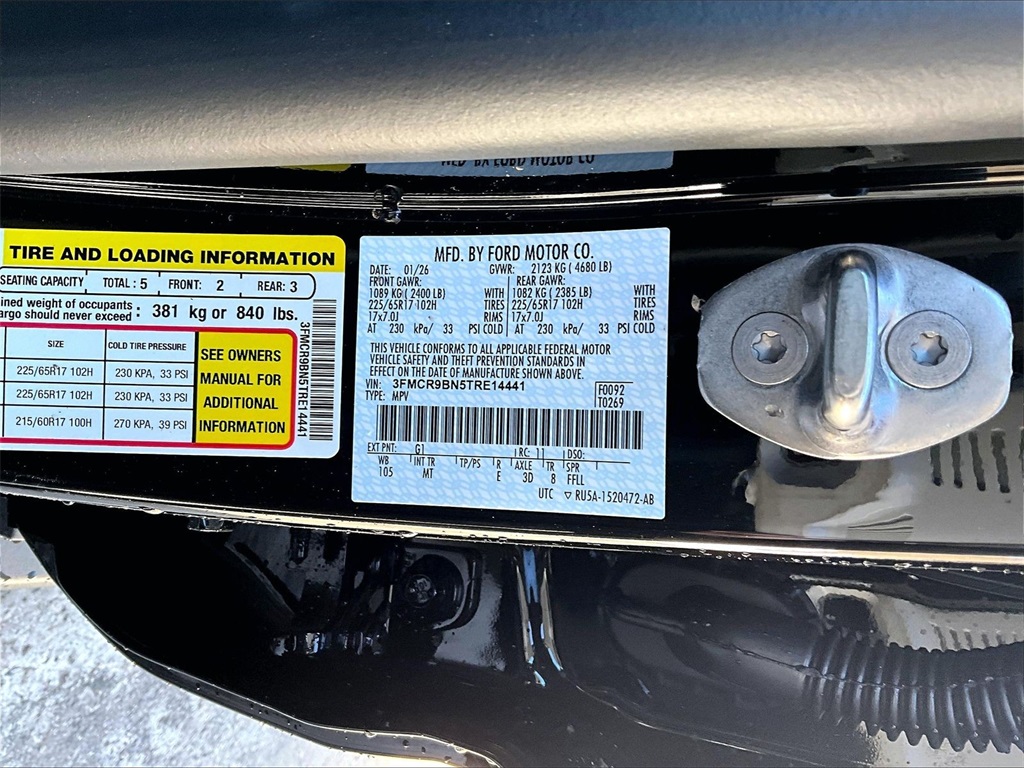 MFD. BY FORD MOTOR CO
TIRE AND LOADING INFORMATION
SEATING CAPACITY TOTAL : 5 FRONT: 2 REAR: 3
ined weight of occupants
argo should never exceed : 381 kg or 840 lbs.
SIZE COLD TIRE PRESSURE
225/65R17 102H 230 KPA, 33 PSI
225/65R17 102H 230 KPA, 33 PSI
215/60R17 100H 270 KPA, 39 PSI
SEE OWNERS
MANUAL FOR
ADDITIONAL
INFORMATION
3FMCR9BN5TRE14441
MFD. BY FORD MOTOR CO.
DATE: 01/26 GVWR: 2123 KG ( 4680 LB)
FRONT GAWR: REAR GAWR:
1089 KG ( 2400 LB) WITH 1082 KG ( 2385 LB) WITH
225/65R17 102H TIRES 225/65R17 102H TIRES
17x7.0J RIMS 17x7.0J RIMS
AT 230 kPa/ 33 PSI COLD AT 230 kPa/ 33 PSI COLD
THIS VEHICLE CONFORMS TO ALL APPLICABLE FEDERAL MOTOR
VEHICLE SAFETY AND THEFT PREVENTION STANDARDS IN
EFFECT ON THE DATE OF MANUFACTURE SHOWN ABOVE.
VIN: 3FMCR9BN5TRE14441 F0092
TYPE: MPV T0269
EXT PNT: G1 RC: 11 DSO:
WB INT TR TP/PS R AXLE TR SPR
105 MT E 3D 8 FFLL
UTC ▽ RU5A-1520472-AB